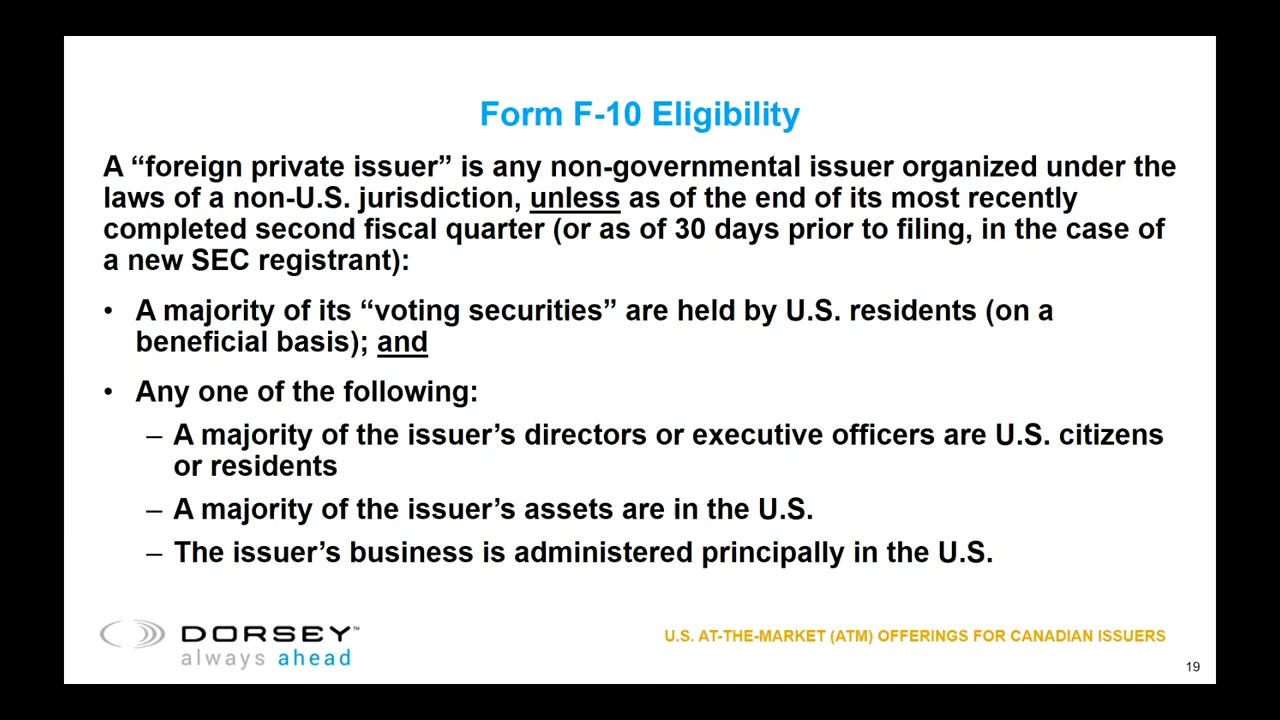 Form F-10 Eligibility
A “foreign private issuer” is any non-governmental issuer organized under the
laws of a non-U.S. jurisdiction, unless as of the end of its most recently
completed second fiscal quarter (or as of 30 days prior to filing, in the case of
a new SEC registrant):
• A majority of its “voting securities” are held by U.S. residents (on a
beneficial basis); and
• Any one of the following:
– A majority of the issuer’s directors or executive officers are U.S. citizens
or residents
– A majority of the issuer’s assets are in the U.S.
– The issuer’s business is administered principally in the U.S.
DORSEY™
always ahead
U.S. AT-THE-MARKET (ATM) OFFERINGS FOR CANADIAN ISSUERS
19